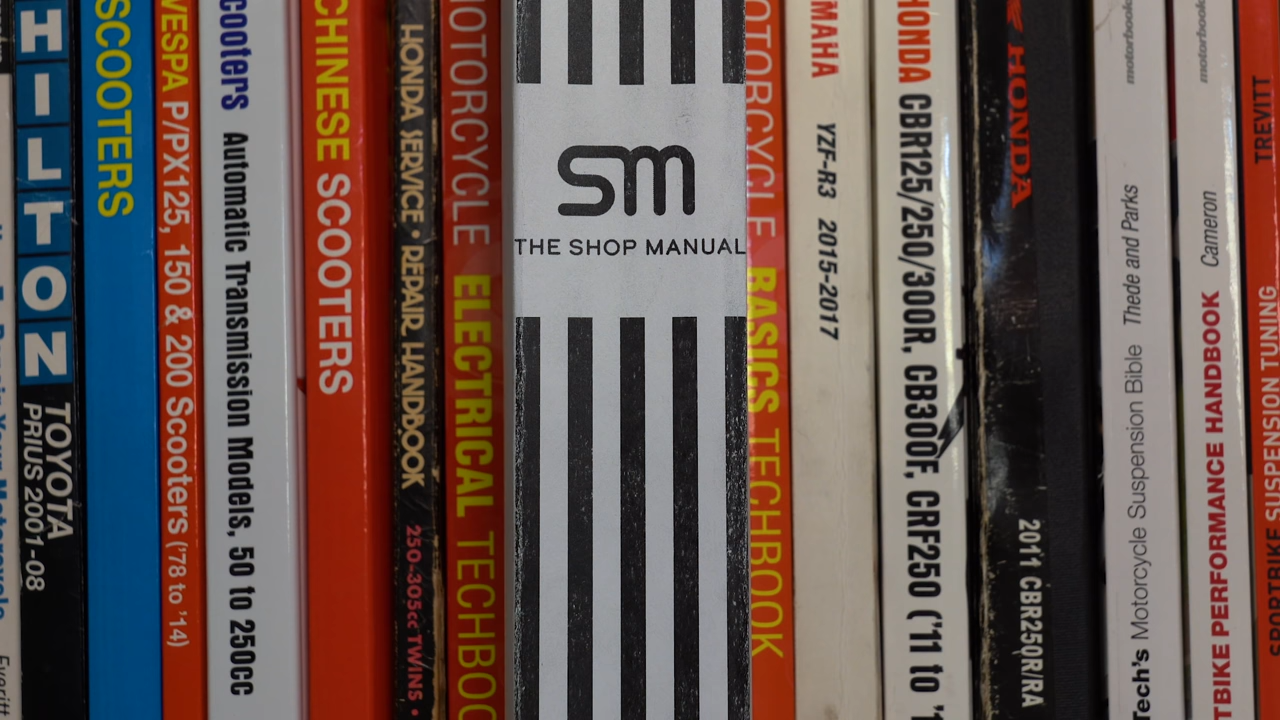 HILTON
TOYOTA
PRIUS 2001-08
SCOOTERS
VESPA P/PX125, 150 & 200 Scooters ('78 to '14)
Automatic Transmission Models, 50 to 250cc
CHINESE SCOOTERS
HONDA SERVICE • REPAIR HANDBOOK
250-305cc TWINS •
MOTORCYCLE
ELECTRICAL TECHBOO
sm
THE SHOP MANUAL
MOTORCYCLE
BASICS TECHBOOK
YAMAHA
YZF-R3 2015-2017
HONDA CBR125/250/300R, CB300F, CRF250 ('11 to '1
HONDA
2011 CBR250R/RA
motorbooks
Tech's Motorcycle Suspension Bible Thede and Parks
motorbooks
TBIKE PERFORMANCE HANDBOOK Cameron
SPORTBIKE SUSPENSION TUNING
TREVITT